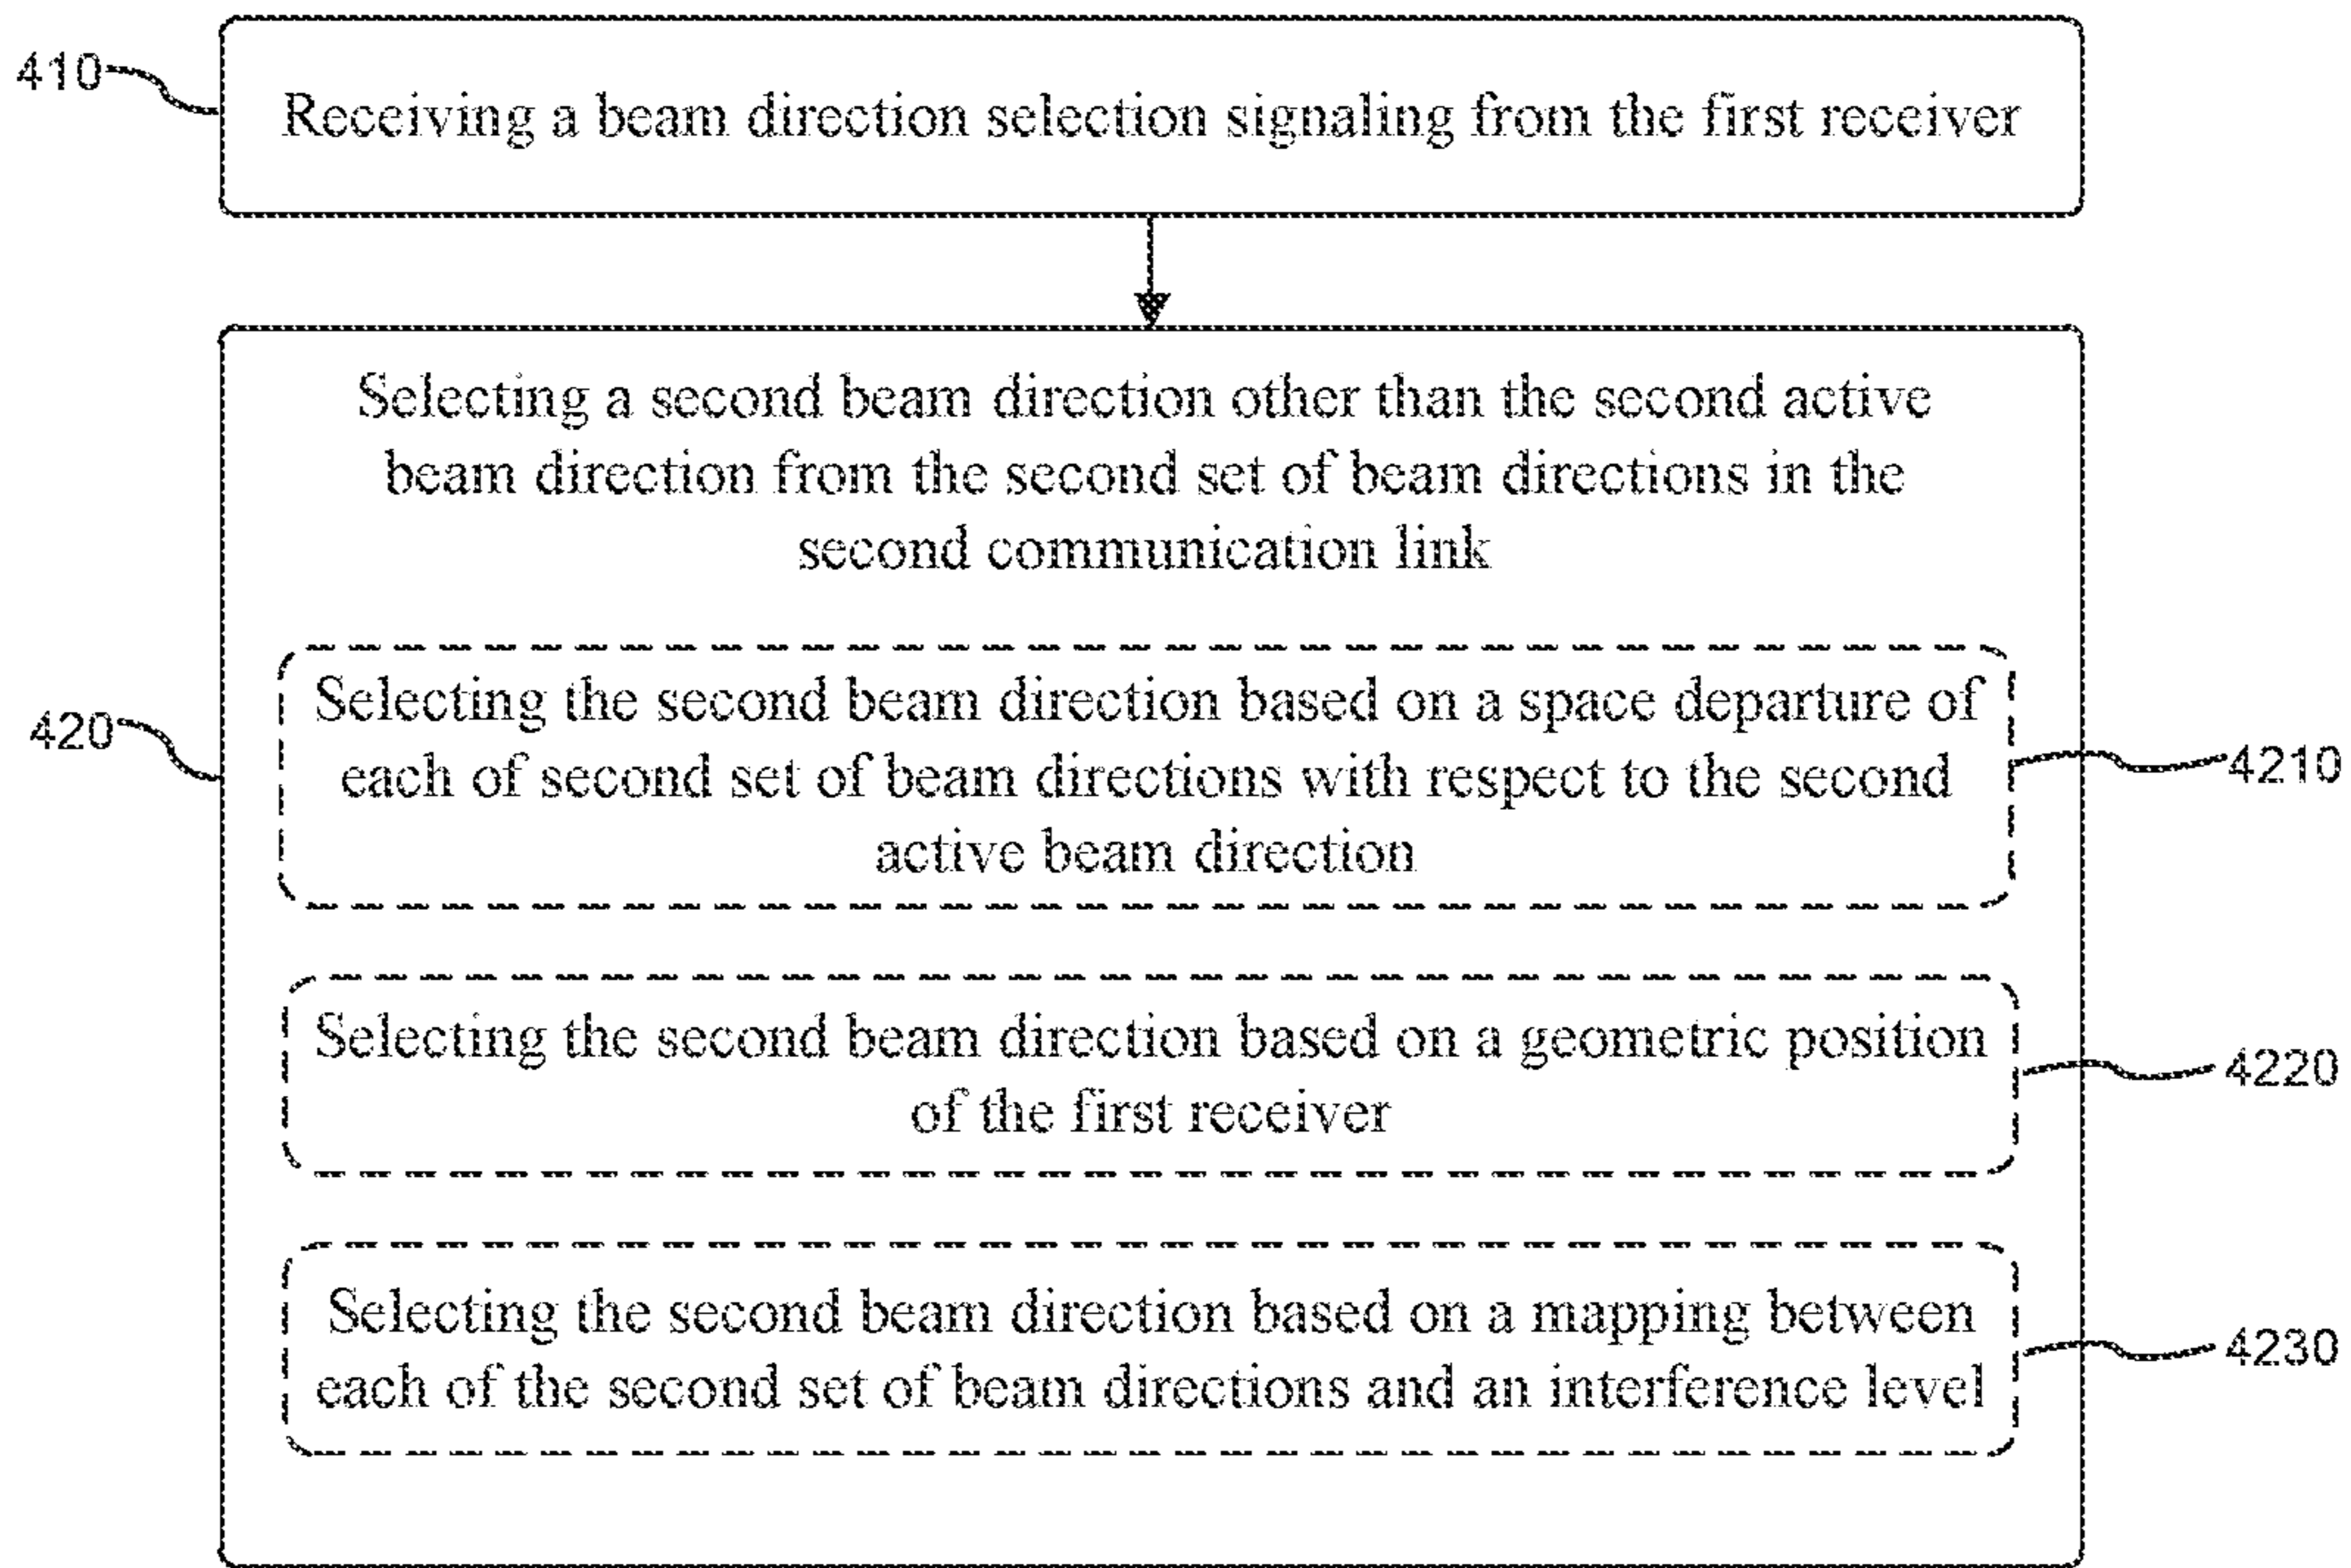 410
Receiving a beam direction selection signaling from the first receiver
Selecting a second beam direction other than the second active
beam direction from the second set of beam directions in the
second communication link
420
Selecting the second beam direction based on a space departure of
each of second set of beam directions with respect to the second
active beam direction
4210
Selecting the second beam direction based on a geometric position
of the first receiver
4220
Selecting the second beam direction based on a mapping between
each of the second set of beam directions and an interference level
4230